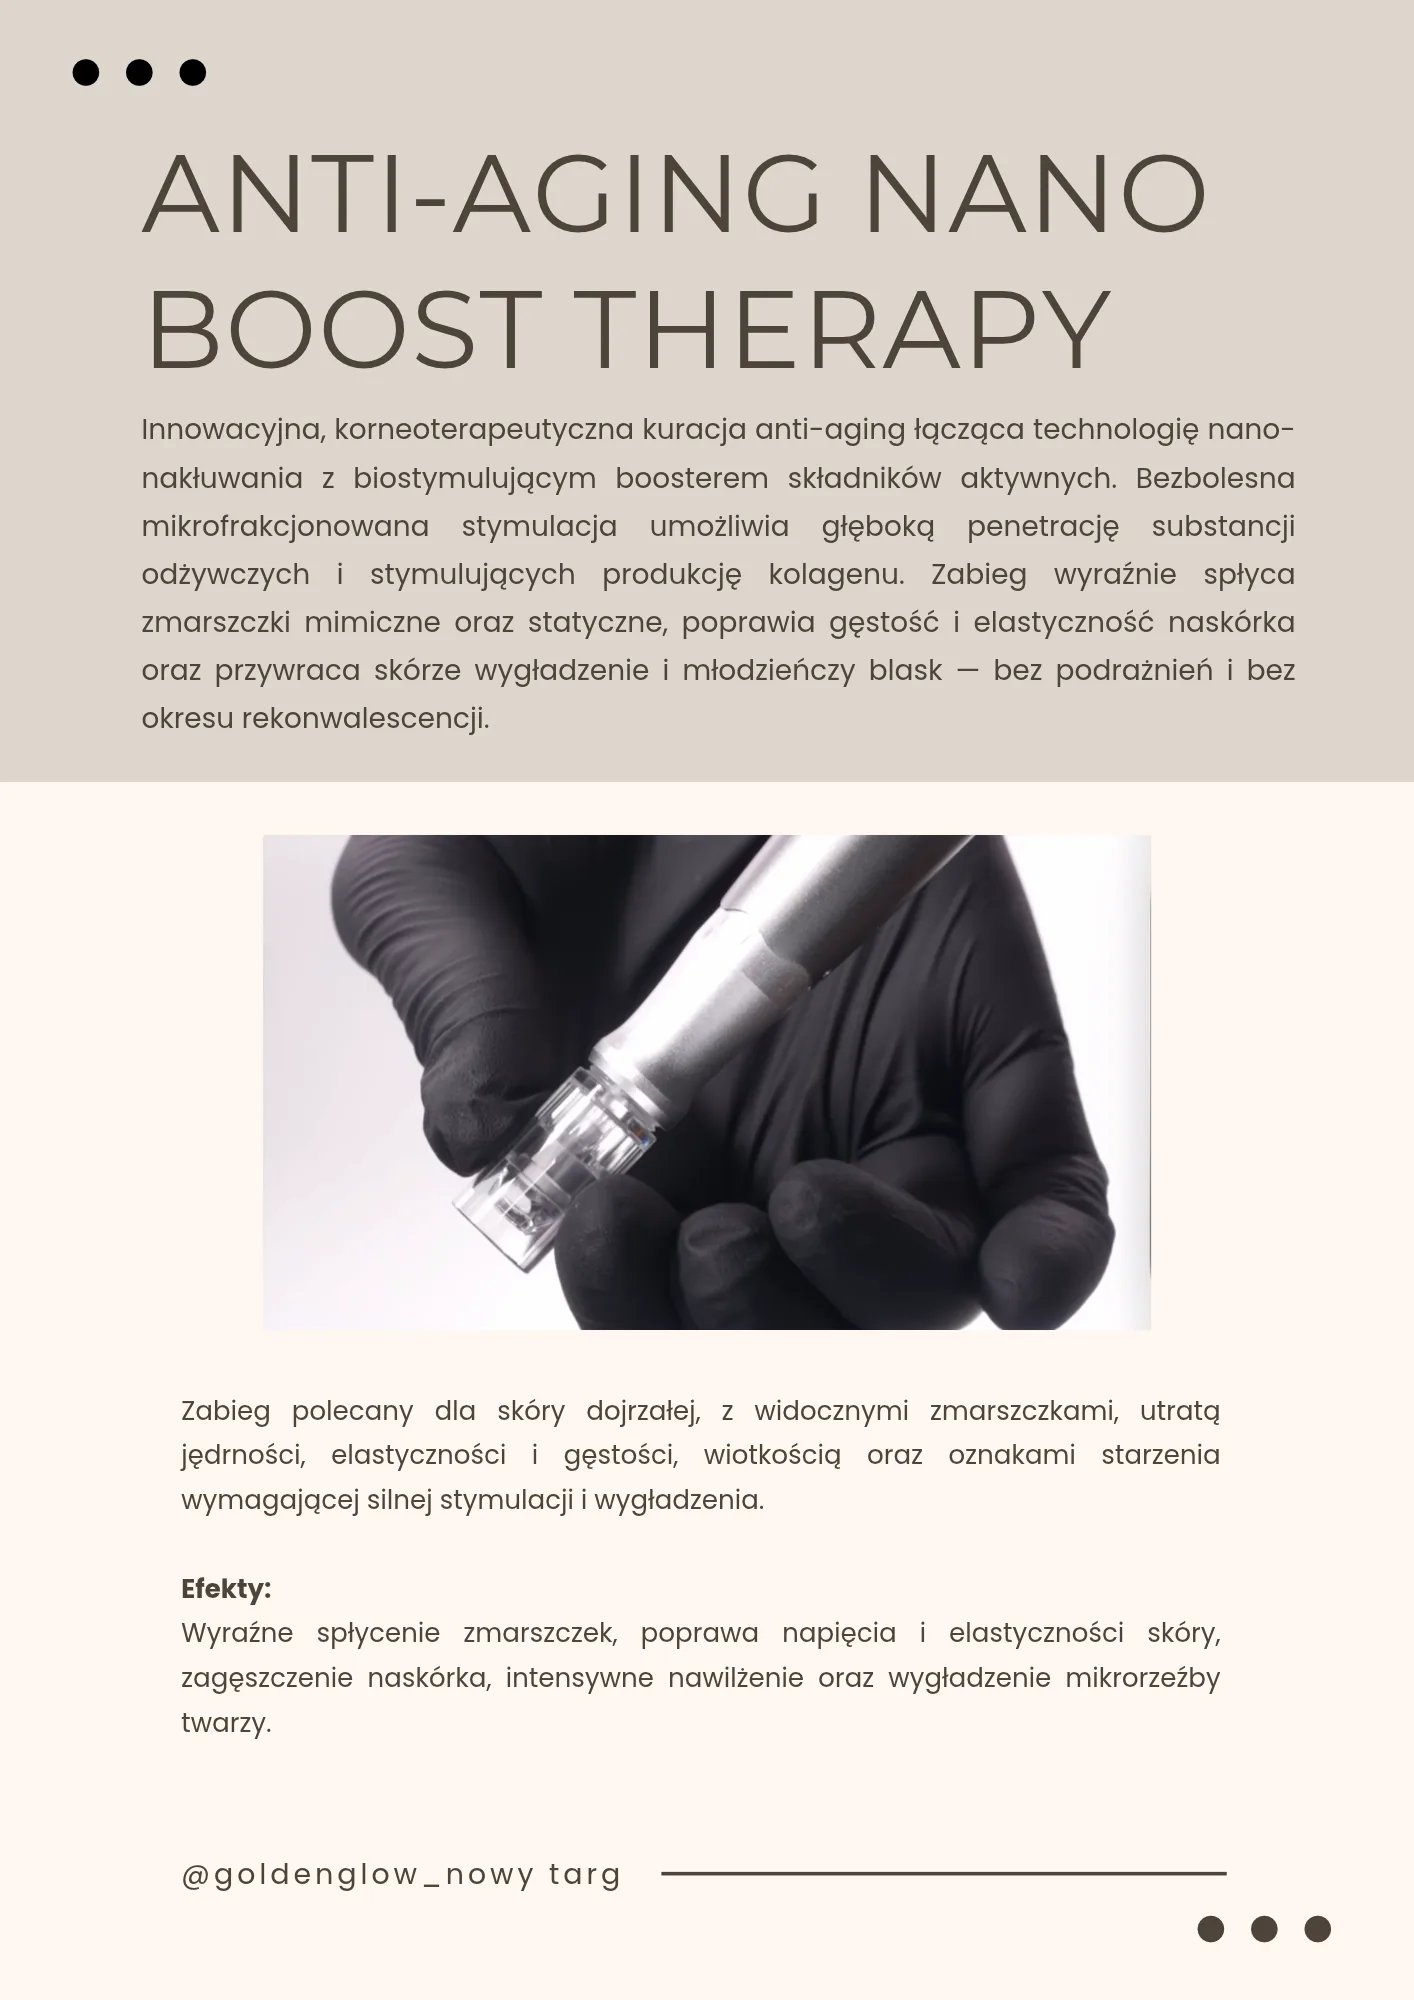 ANTI-AGING NANO
BOOST THERAPY
Innowacyjna, korneoterapeutyczna kuracja anti-aging łącząca technologię nano-
nakłuwania z biostymulującym boosterem składników aktywnych. Bezbolesna
mikrofrakcjonowana stymulacja umożliwia głęboką penetrację substancji
odżywczych i stymulujących produkcję kolagenu. Zabieg wyraźnie spłyca
zmarszczki mimiczne oraz statyczne, poprawia gęstość i elastyczność naskórka
oraz przywraca skórze wygładzenie i młodzieńczy blask — bez podrażnień i bez
okresu rekonwalescencji.
Zabieg polecany dla skóry dojrzałej, z widocznymi zmarszczkami, utratą
jędrności, elastyczności i gęstości, wiotkością oraz oznakami starzenia
wymagającej silnej stymulacji i wygładzenia.
Efekty:
Wyraźne spłycenie zmarszczek, poprawa napięcia i elastyczności skóry,
zagęszczenie naskórka, intensywne nawilżenie oraz wygładzenie mikrorzeźby
twarzy.
@goldenglow_nowy targ